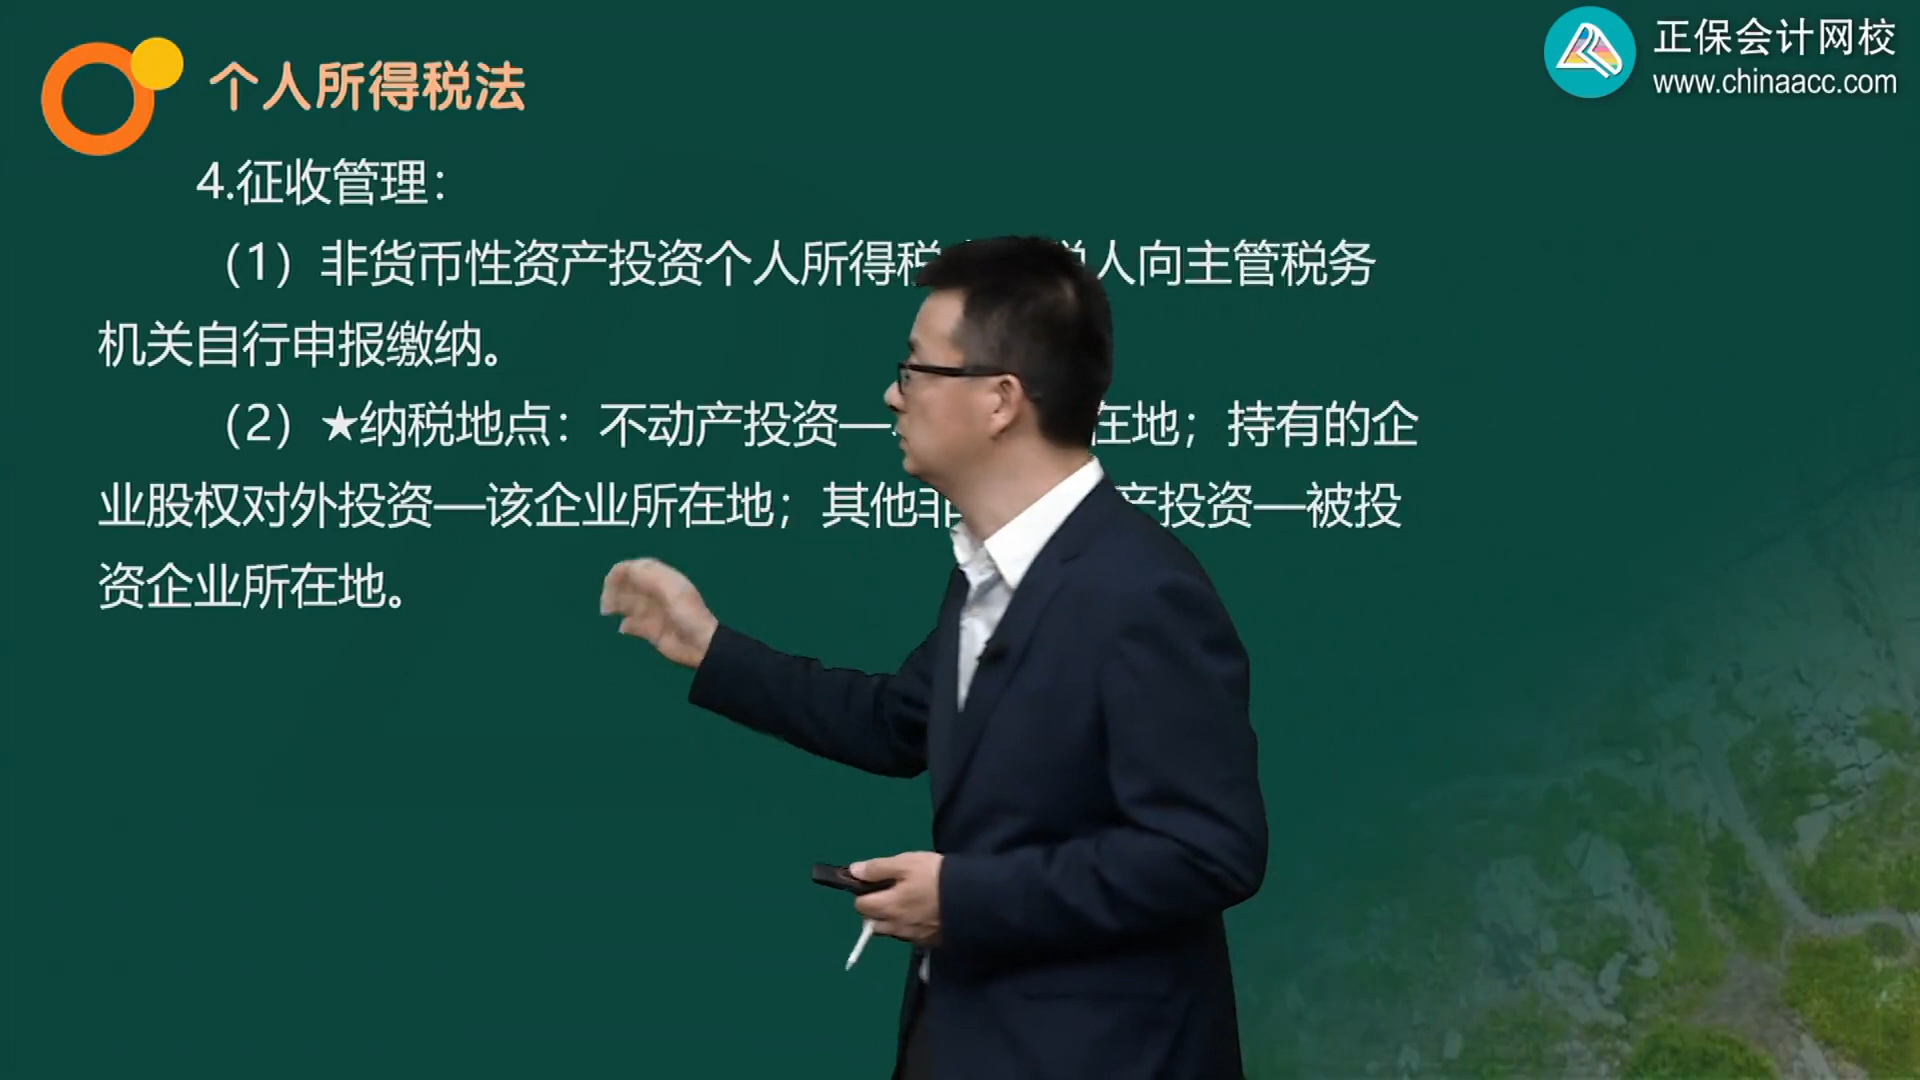 个人所得税法
正保会计网校
www.chinaacc.com
4.征收管理：
（1）非货币性资产投资个人所得税 人向主管税务
机关自行申报缴纳。
（2）★纳税地点：不动产投资— 在地；持有的企
业股权对外投资—该企业所在地；其他非 产投资—被投
资企业所在地。